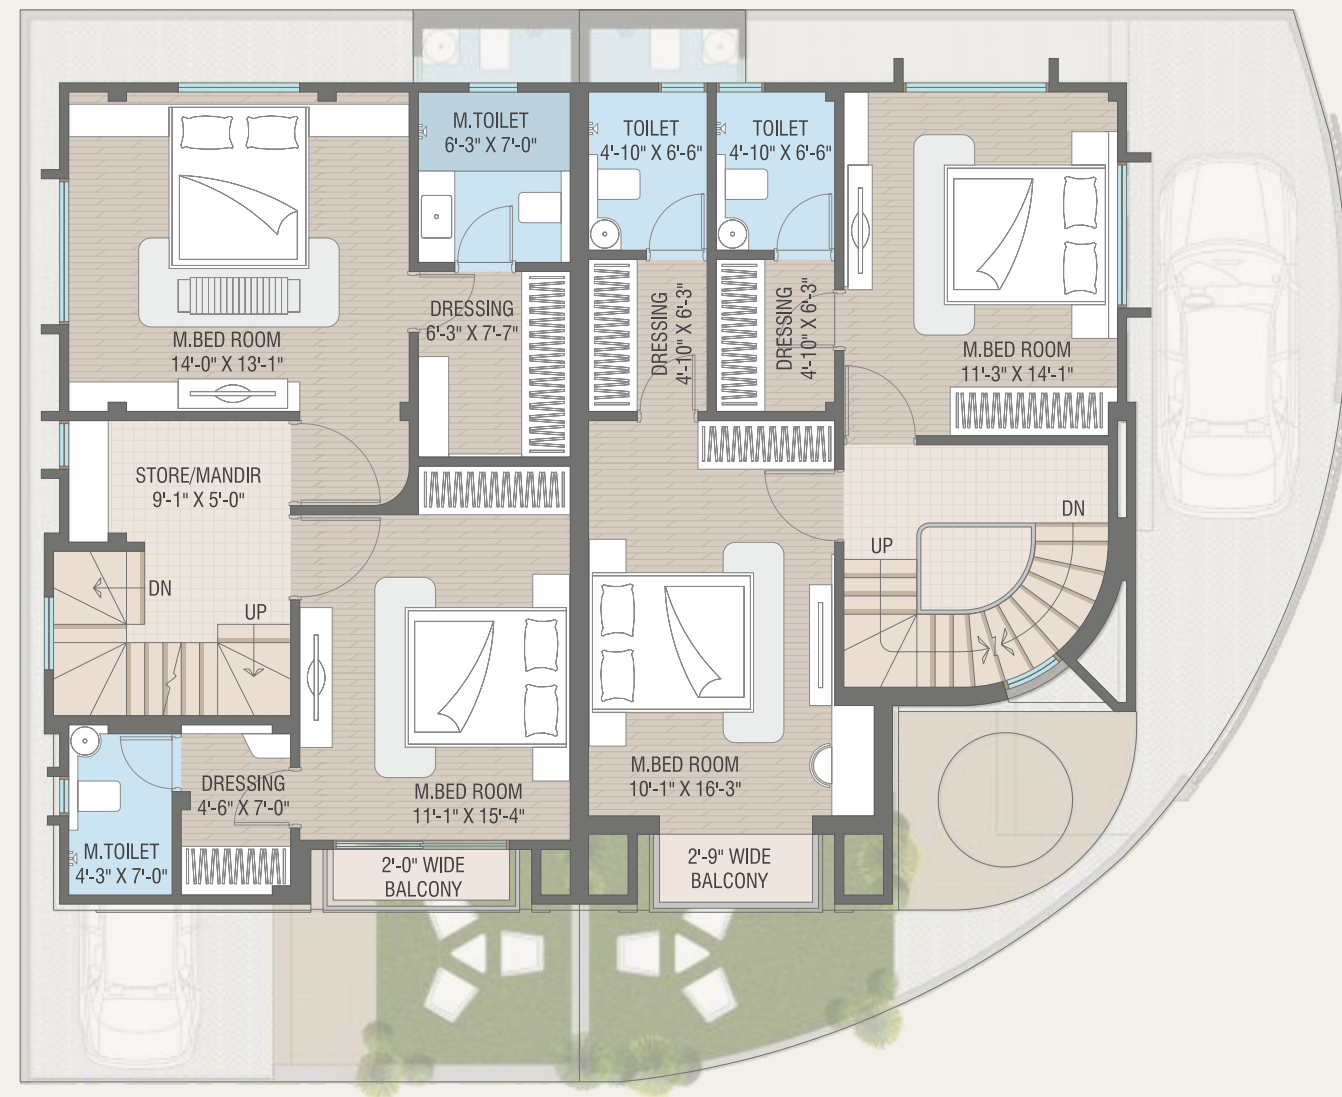 M.TOILET
6'-3" X 7'-0"
TOILET
4'-10" X 6'-6"
TOILET
4'-10" X 6'-6"
DRESSING
6'-3" X 7'-7"
DRESSING
4'-10" X 6'-3"
DRESSING
4'-10" X 6'-3"
M.BED ROOM
14'-0" X 13'-1"
M.BED ROOM
11'-3" X 14'-1"
STORE/MANDIR
9'-1" X 5'-0"
DN
UP
UP
DN
DRESSING
4'-6" X 7'-0"
M.BED ROOM
11'-1" X 15'-4"
M.BED ROOM
10'-1" X 16'-3"
M.TOILET
4'-3" X 7'-0"
2'-0" WIDE
BALCONY
2'-9" WIDE
BALCONY